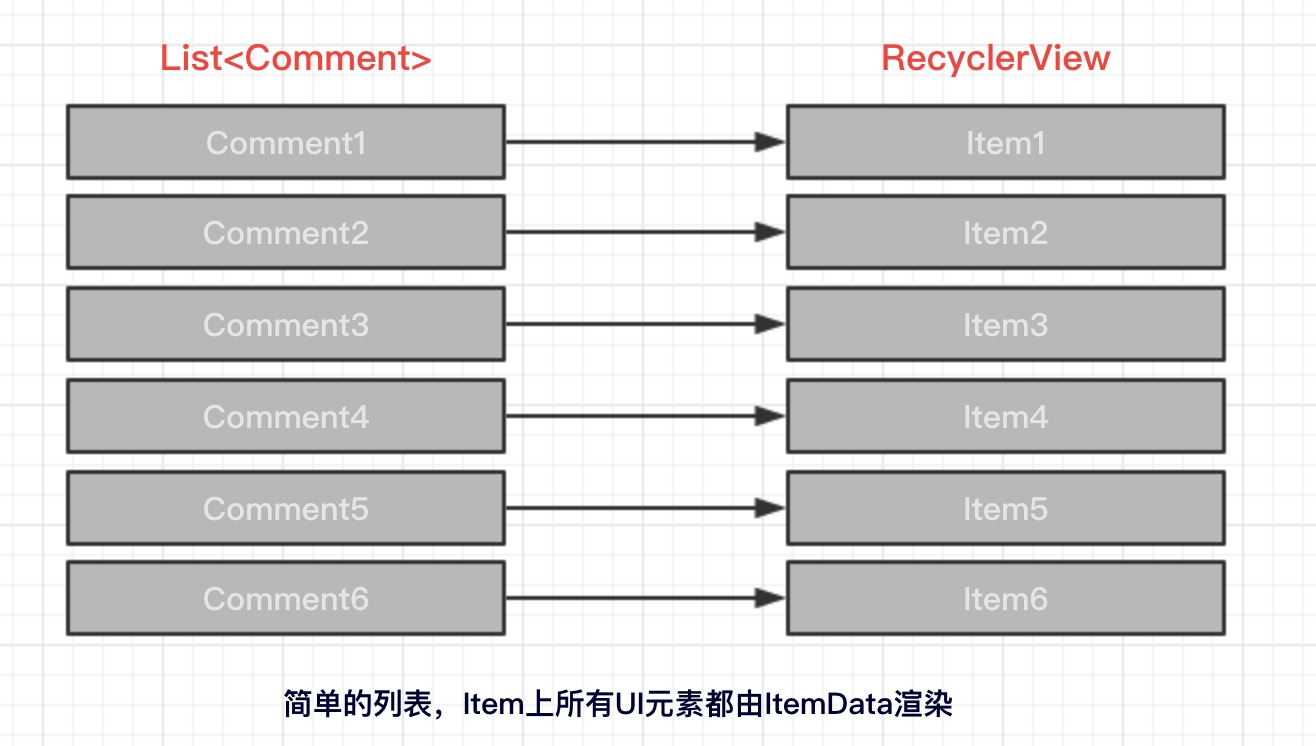 List<Comment>
RecyclerView
Comment1
Item1
Comment2
Item2
Comment3
Item3
Comment4
Item4
Comment5
Item5
Comment6
Item6
简单的列表，Item上所有UI元素都由ItemData渲染